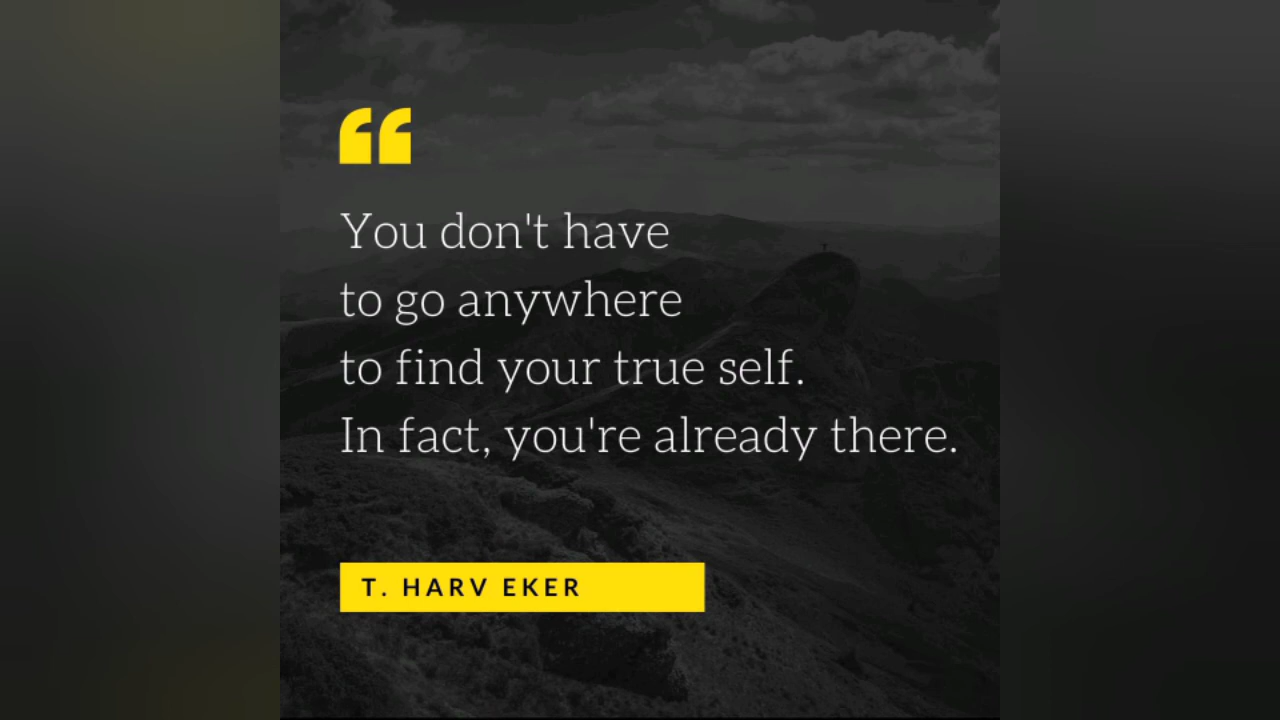 “
You don't have
to go anywhere
to find your true self.
In fact, you're already there.
T. HARV EKER